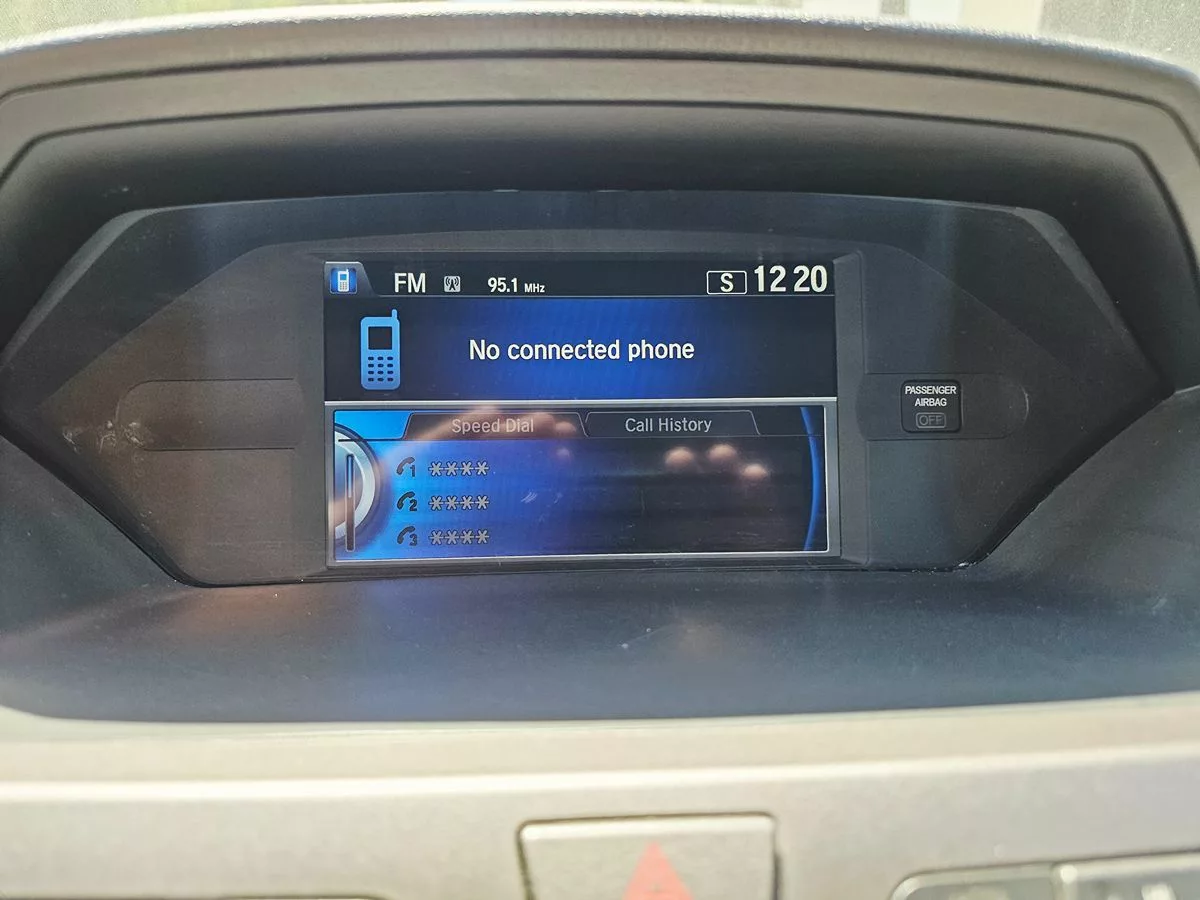 FM 95.1 MHz S 12 20
No connected phone
PASSENGER
AIRBAG
OFF
Speed Dial Call History
1 ****
2 ****
3 ****